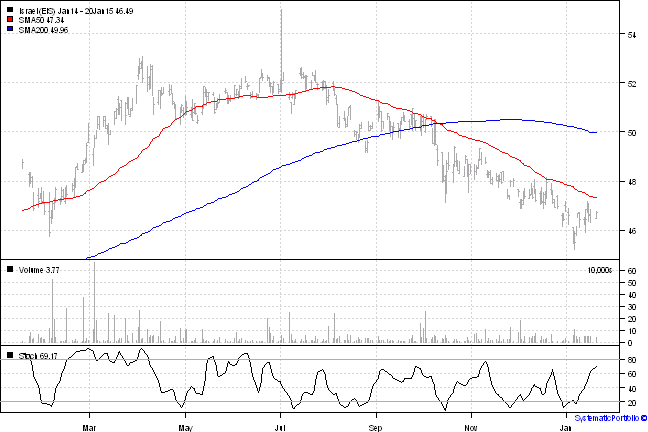 Israel(EIS) Jan14 - 20Jan15 46.49
SMA50 47.34
SMA200 49.96
54
52
50
48
46
Volume 3.77
10,000s
60
50
40
30
20
10
0
Stoch 69.17
80
60
40
20
Mar May Jul Sep Nov Jan
SystematicPortfolio ©